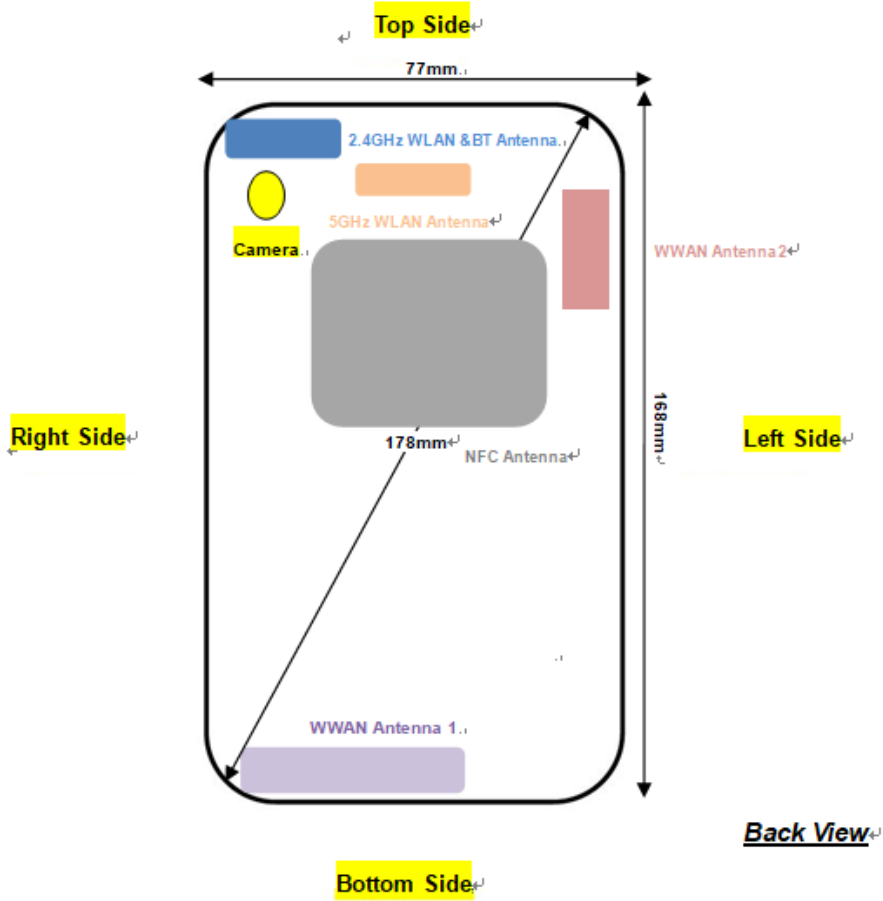 Top Side
77mm
2.4GHz WLAN &BT Antenna
5GHz WLAN Antenna
Camera
WWAN Antenna2
168mm
Right Side
178mm
Left Side
NFC Antenna
WWAN Antenna 1
Back View
Bottom Side